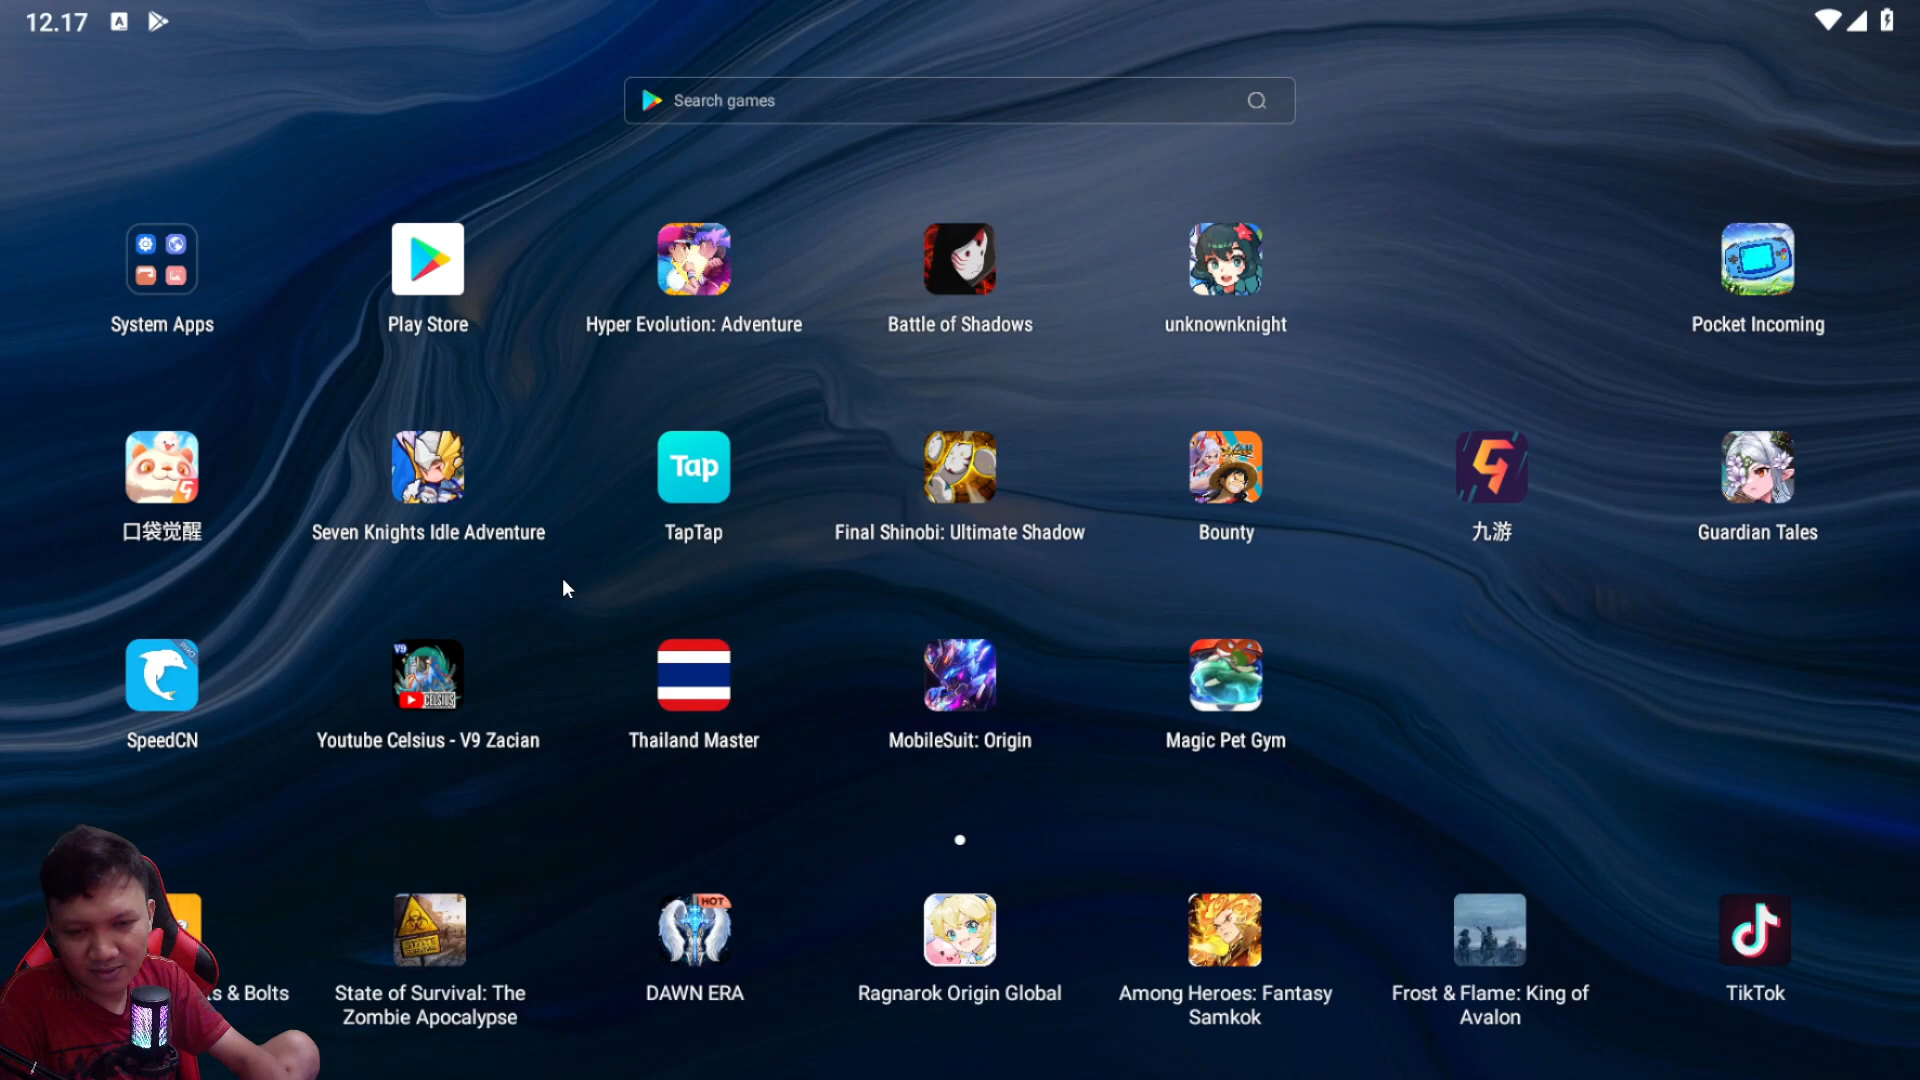 12.17
Search games
System Apps
Play Store
Hyper Evolution: Adventure
Battle of Shadows
unknownknight
Pocket Incoming
口袋觉醒
Seven Knights Idle Adventure
Tap
TapTap
Final Shinobi: Ultimate Shadow
Bounty
九游
Guardian Tales
SpeedCN
V9
CELSIUS
Youtube Celsius - V9 Zacian
Thailand Master
MobileSuit: Origin
Magic Pet Gym
HOT
& Bolts
State of Survival: The
Zombie Apocalypse
DAWN ERA
Ragnarok Origin Global
Among Heroes: Fantasy
Samkok
Frost & Flame: King of
Avalon
TikTok